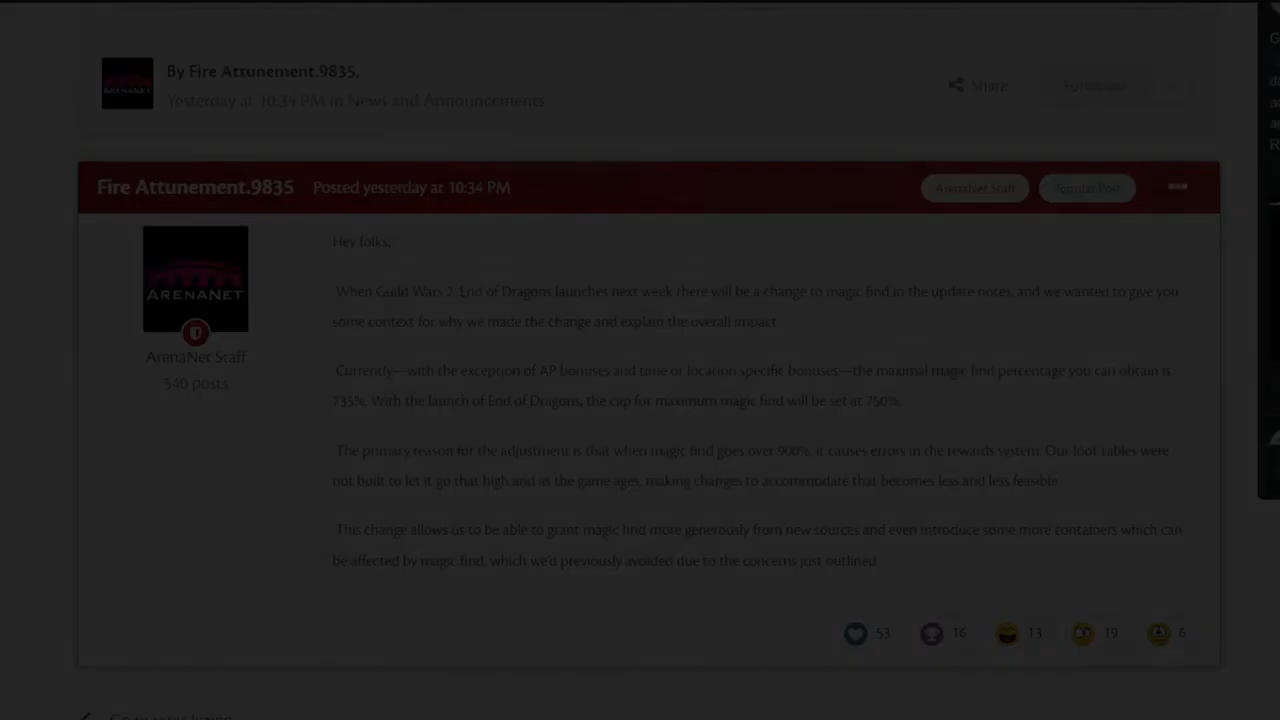 By Fire Attunement.9835,
Yesterday at 10:34 PM in News and Announcements
Share
Followers
Fire Attunement.9835 Posted yesterday at 10:34 PM
ArenaNet Staff Popular Post
ARENANET
ArenaNet Staff
540 posts
Hey folks,
When Guild Wars 2: End of Dragons launches next week there will be a change to magic find in the update notes, and we wanted to give you
some context for why we made the change and explain the overall impact.
Currently—with the exception of AP bonuses and time or location specific bonuses—the maximal magic find percentage you can obtain is
735%. With the launch of End of Dragons, the cap for maximum magic find will be set at 750%.
The primary reason for the adjustment is that when magic find goes over 900%, it causes errors in the rewards system. Our loot tables were
not built to let it go that high and as the game ages, making changes to accommodate that becomes less and less feasible.
This change allows us to be able to grant magic find more generously from new sources and even introduce some more containers which can
be affected by magic find, which we'd previously avoided due to the concerns just outlined.
53 16 13 19 6
Go to topic listing